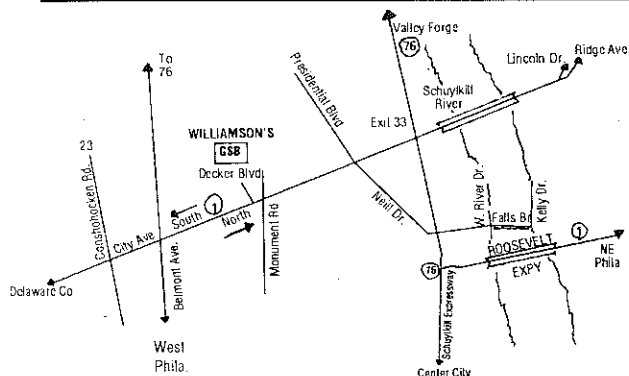 Valley Forge
76
To
76
Lincoln Dr.
Ridge Ave
Presidential Blvd
Schuylkill
River
Exit 33
WILLIAMSON'S
GSB
Decker Blvd
23
Conshohocken Rd.
South
1
North
City Ave
Belmont Ave.
Monument Rd
Neill Dr.
W. River Dr.
Falls Br
Kelly Dr.
ROOSEVELT
EXPY
1
NE
Phila
76
Delaware Co
Schuylkill Expressway
West
Phila.
Center City